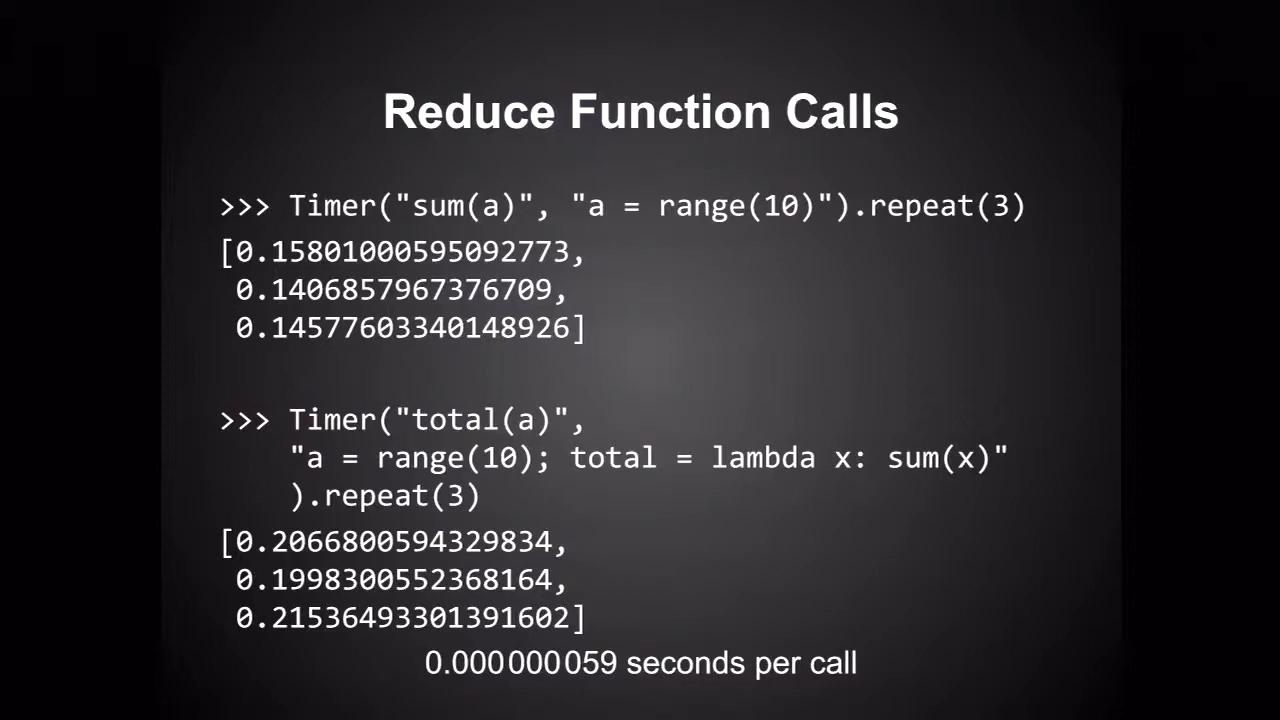 Reduce Function Calls
>>> Timer("sum(a)", "a = range(10)").repeat(3)
[0.15801000595092773,
0.1406857967376709,
0.14577603340148926]
>>> Timer("total(a)",
"a = range(10); total = lambda x: sum(x)"
).repeat(3)
[0.2066800594329834,
0.1998300552368164,
0.21536493301391602]
0.000000059 seconds per call